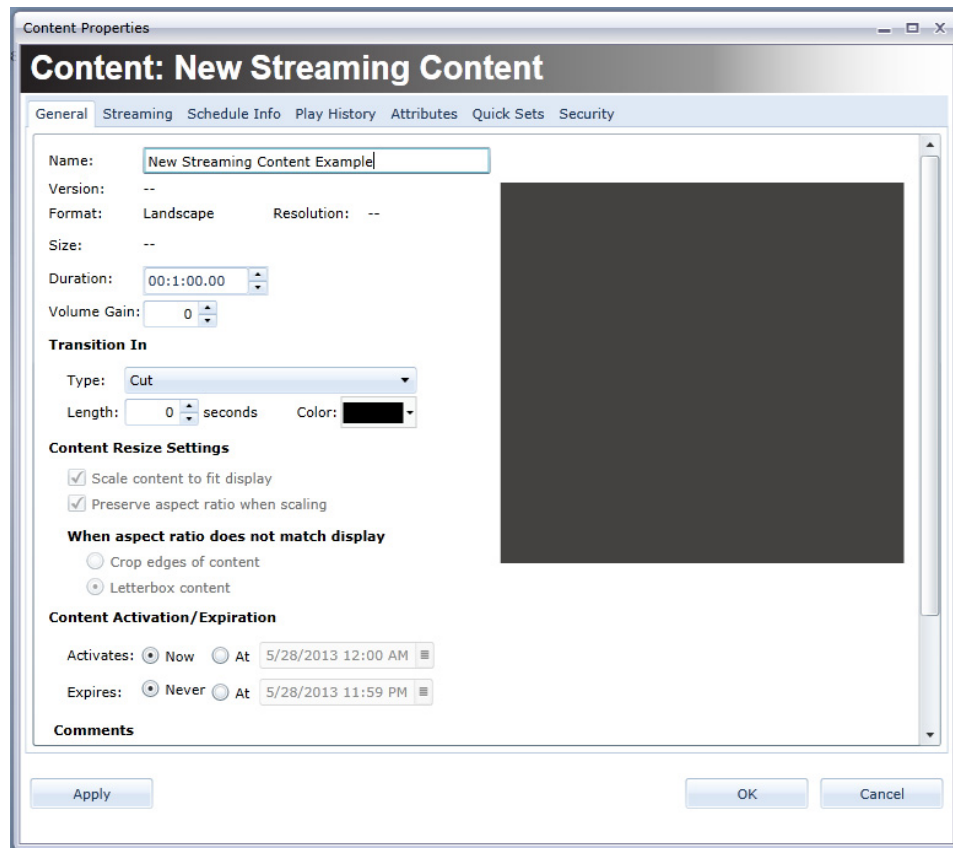 Content Properties
Content: New Streaming Content
General Streaming Schedule Info Play History Attributes Quick Sets Security
Name: New Streaming Content Example
Version: --
Format: Landscape Resolution: --
Size: --
Duration: 00:1:00.00
Volume Gain: 0
Transition In
Type: Cut
Length: 0 seconds Color:
Content Resize Settings
Scale content to fit display
Preserve aspect ratio when scaling
When aspect ratio does not match display
Crop edges of content
Letterbox content
Content Activation/Expiration
Activates: Now At 5/28/2013 12:00 AM
Expires: Never At 5/28/2013 11:59 PM
Comments
Apply OK Cancel